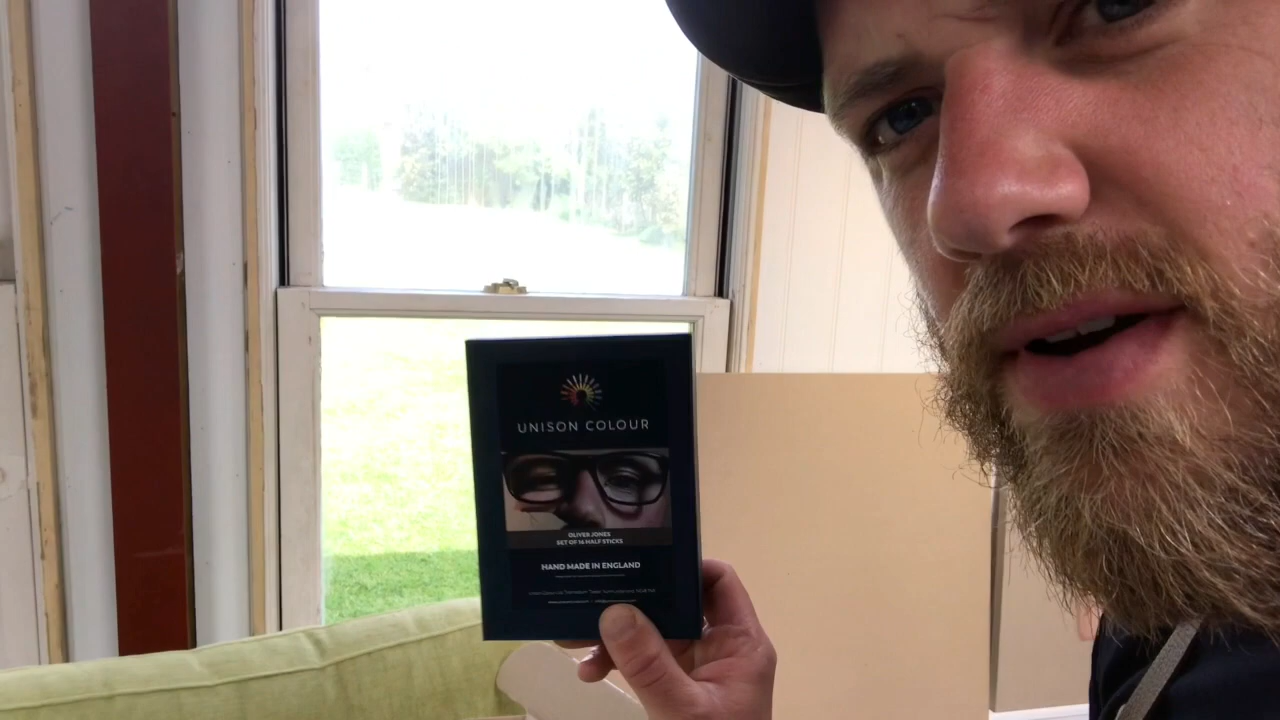 UNISON COLOUR
OLIVER JONES
SET OF 16 HALF STICKS
HAND MADE IN ENGLAND